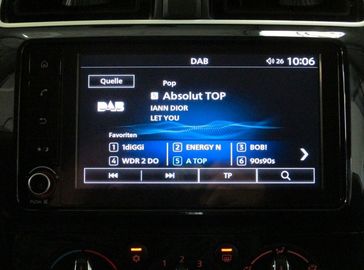 DAB
26 10:06
Quelle
Pop
S Absolut TOP
DAB
IANN DIOR
LET YOU
Favoriten
1 1diGGi 2 ENERGY N 3 BOB!
4 WDR 2 DO 5 A TOP 6 90s90s
TP
PUSH